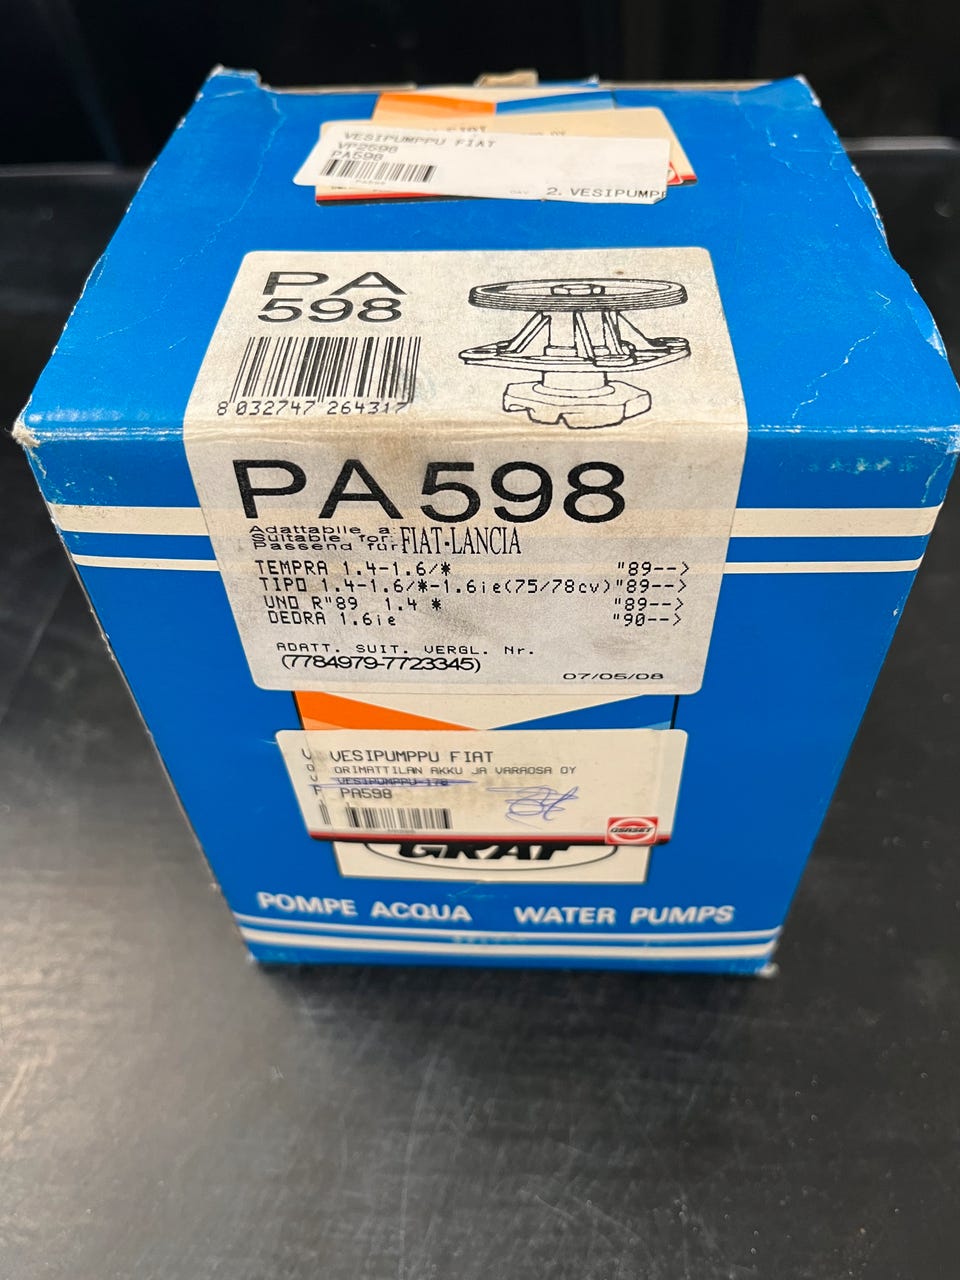 VESIPUMPPU FIAT
VP2598
PA598
2. VESIPUMP
PA
598
8 032747 264317
PA598
Adattabile a:
Suitable for:
Passend für:
FIAT-LANCIA
TEMPRA 1.4-1.6/* "89-->
TIPO 1.4-1.6/*-1.6ie(75/78cv) "89-->
UNO R"89 1.4 * "89-->
DEDRA 1.6ie "90-->
ADATT. SUIT. VERGL. Nr.
(7784979-7723345)
07/05/08
VESIPUMPPU FIAT
ORIMATTILAN AKKU JA VARAOSA OY
VESIPUMPPU 178
PA598
GRAF
POMPE ACQUA WATER PUMPS